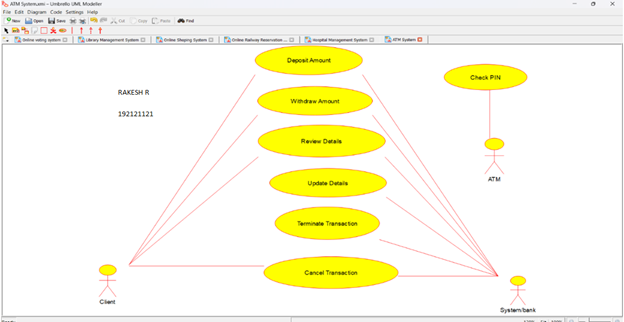 ATM System.xmi - Umbrello UML Modeller
File Edit Diagram Code Settings Help
New Open Save Cut Copy Paste Find
Online voting system Library Management System Online Shoping System Online Railway Reservation ... Hospital Management System ATM System
Deposit Amount
Check PIN
RAKESH R
Withdraw Amount
192121121
Review Details
ATM
Update Details
Terminate Transaction
Cancel Transaction
Client
System/bank